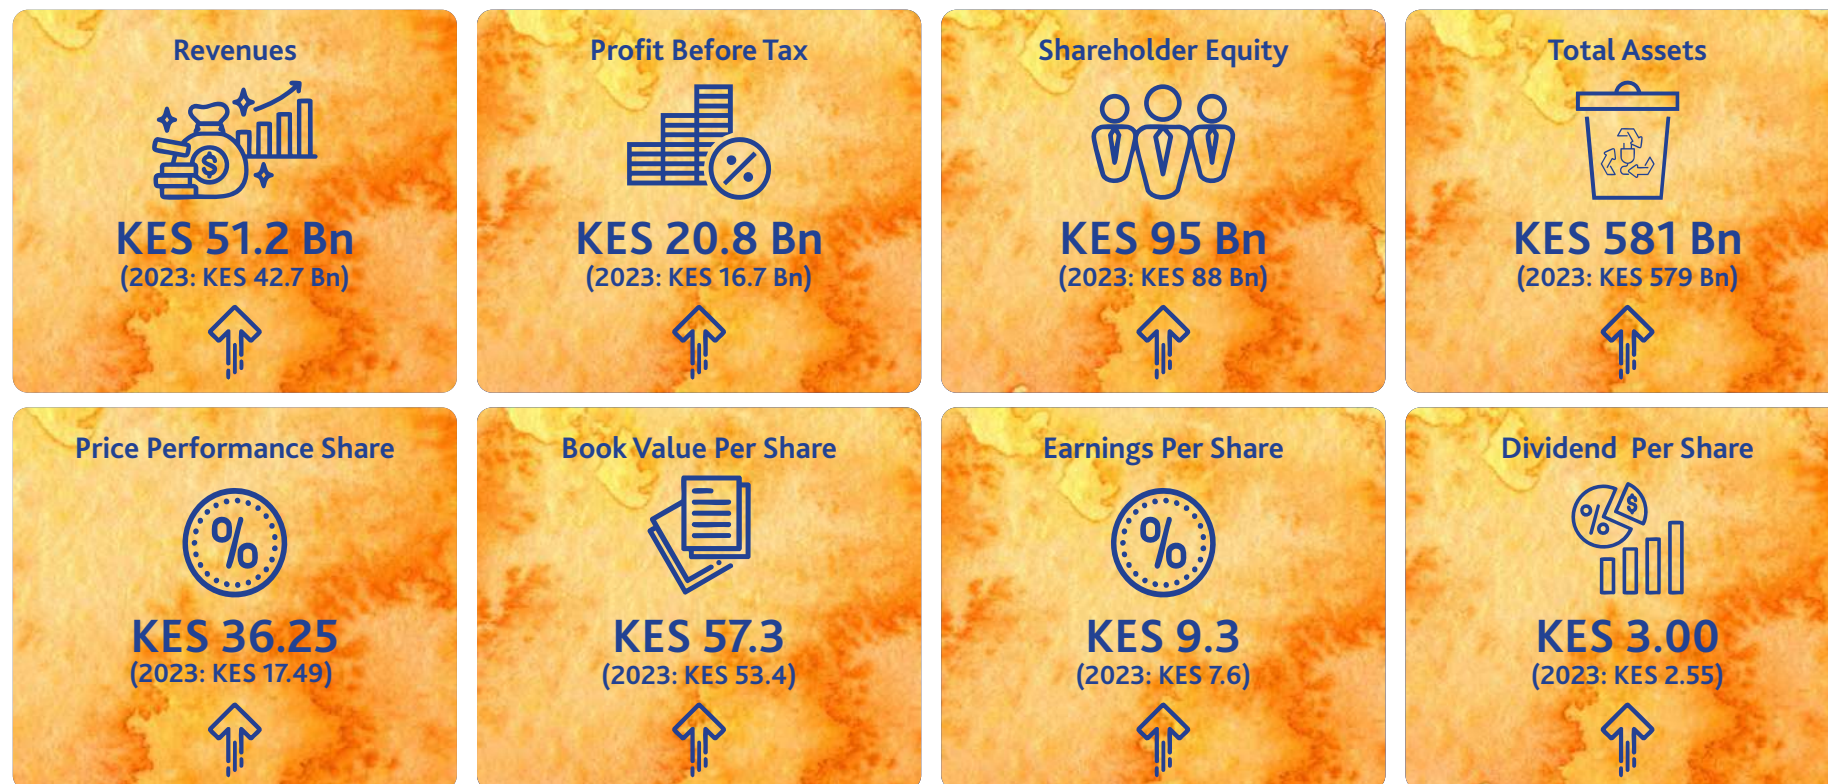 Revenues
KES 51.2 Bn
(2023: KES 42.7 Bn)
Profit Before Tax
KES 20.8 Bn
(2023: KES 16.7 Bn)
Shareholder Equity
KES 95 Bn
(2023: KES 88 Bn)
Total Assets
KES 581 Bn
(2023: KES 579 Bn)
Price Performance Share
KES 36.25
(2023: KES 17.49)
Book Value Per Share
KES 57.3
(2023: KES 53.4)
Earnings Per Share
KES 9.3
(2023: KES 7.6)
Dividend  Per Share
KES 3.00
(2023: KES 2.55)